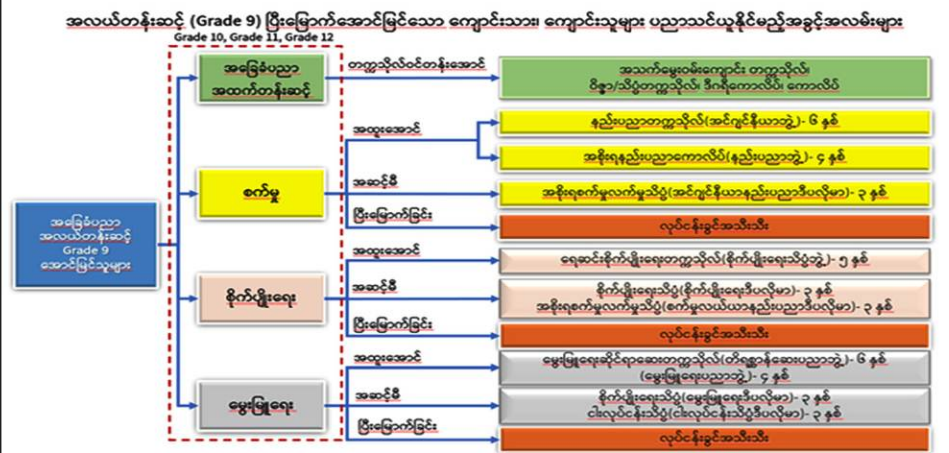 အလယ်တန်းဆင့် (Grade 9) ပြီးမြောက်အောင်မြင်သော ကျောင်းသား၊ ကျောင်းသူများ ပညာသင်ယူနိုင်မည့်အခွင့်အလမ်းများ
Grade 10, Grade 11, Grade 12
အခြေခံပညာ
အထက်တန်းဆင့်
တက္ကသိုလ်ဝင်တန်းအောင်
အသက်မွေးဝမ်းကျောင်း တက္ကသိုလ်၊
ဝိဇ္ဇာ/သိပ္ပံတက္ကသိုလ်၊ ဒီဂရီကောလိပ်၊ ကောလိပ်
အထူးအောင်
နည်းပညာတက္ကသိုလ်(အင်ဂျင်နီယာဘွဲ့)- ၆ နှစ်
အစိုးရနည်းပညာကောလိပ်(နည်းပညာဘွဲ့)- ၄ နှစ်
စက်မှု
အဆင့်မီ
အစိုးရစက်မှုလက်မှုသိပ္ပံ(အင်ဂျင်နီယာနည်းပညာဒီပလိုမာ)- ၃ နှစ်
ပြီးမြောက်ခြင်း
လုပ်ငန်းခွင်အသီးသီး
အခြေခံပညာ
အလယ်တန်းဆင့်
Grade 9
အောင်မြင်သူများ
အထူးအောင်
ရေဆင်းစိုက်ပျိုးရေးတက္ကသိုလ်(စိုက်ပျိုးရေးသိပ္ပံဘွဲ့)- ၅ နှစ်
စိုက်ပျိုးရေး
အဆင့်မီ
စိုက်ပျိုးရေးသိပ္ပံ(စိုက်ပျိုးရေးဒီပလိုမာ)- ၃ နှစ်
အစိုးရစက်မှုလက်မှုသိပ္ပံ(စက်မှုလယ်ယာနည်းပညာဒီပလိုမာ)- ၃ နှစ်
ပြီးမြောက်ခြင်း
လုပ်ငန်းခွင်အသီးသီး
အထူးအောင်
မွေးမြူရေးဆိုင်ရာဆေးတက္ကသိုလ်(တိရစ္ဆာန်ဆေးပညာဘွဲ့)- ၆ နှစ်
(မွေးမြူရေးပညာဘွဲ့)- ၄ နှစ်
မွေးမြူရေး
အဆင့်မီ
စိုက်ပျိုးရေးသိပ္ပံ(မွေးမြူရေးဒီပလိုမာ)- ၃ နှစ်
ငါးလုပ်ငန်းသိပ္ပံ(ငါးလုပ်ငန်းသိပ္ပံဒီပလိုမာ)- ၃ နှစ်
ပြီးမြောက်ခြင်း
လုပ်ငန်းခွင်အသီးသီး